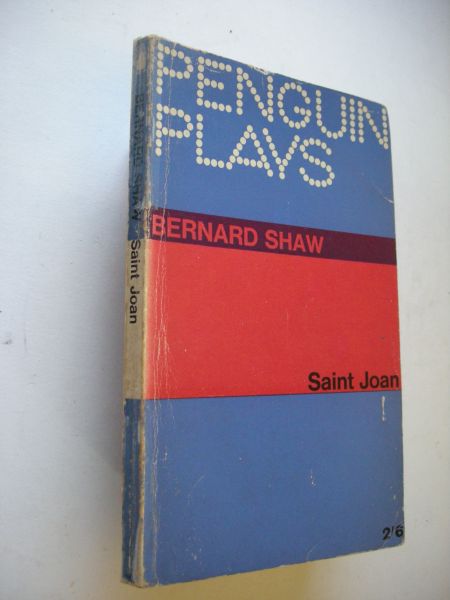 PENGUIN
PLAYS
BERNARD SHAW
Saint Joan
2'6
BERNARD SHAW Saint Joan